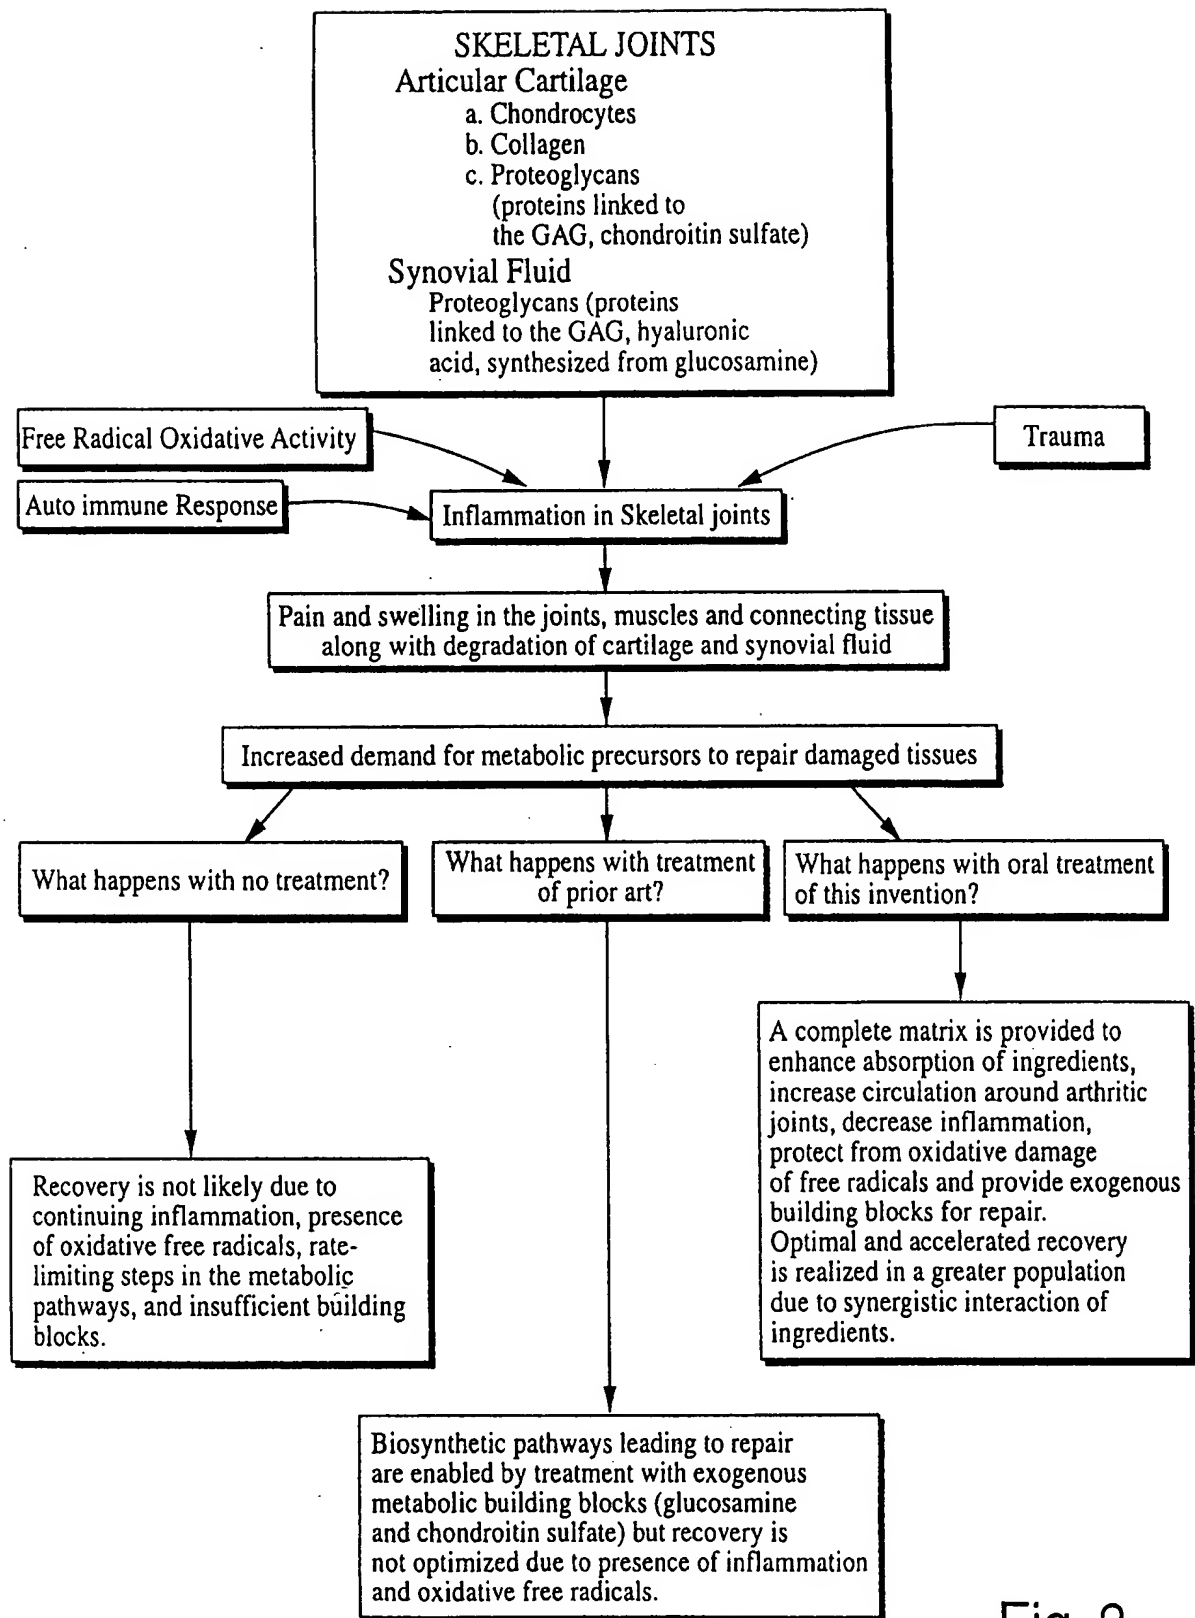 SKELETAL JOINTS
Articular Cartilage
a. Chondrocytes
b. Collagen
c. Proteoglycans
(proteins linked to
the GAG, chondroitin sulfate)
Synovial Fluid
Proteoglycans (proteins
linked to the GAG, hyaluronic
acid, synthesized from glucosamine)
Free Radical Oxidative Activity
Trauma
Auto immune Response
Inflammation in Skeletal joints
Pain and swelling in the joints, muscles and connecting tissue
along with degradation of cartilage and synovial fluid
Increased demand for metabolic precursors to repair damaged tissues
What happens with no treatment?
What happens with treatment
of prior art?
What happens with oral treatment
of this invention?
A complete matrix is provided to
enhance absorption of ingredients,
increase circulation around arthritic
joints, decrease inflammation,
protect from oxidative damage
of free radicals and provide exogenous
building blocks for repair.
Optimal and accelerated recovery
is realized in a greater population
due to synergistic interaction of
ingredients.
Recovery is not likely due to
continuing inflammation, presence
of oxidative free radicals, rate-
limiting steps in the metabolic
pathways, and insufficient building
blocks.
Biosynthetic pathways leading to repair
are enabled by treatment with exogenous
metabolic building blocks (glucosamine
and chondroitin sulfate) but recovery is
not optimized due to presence of inflammation
and oxidative free radicals.